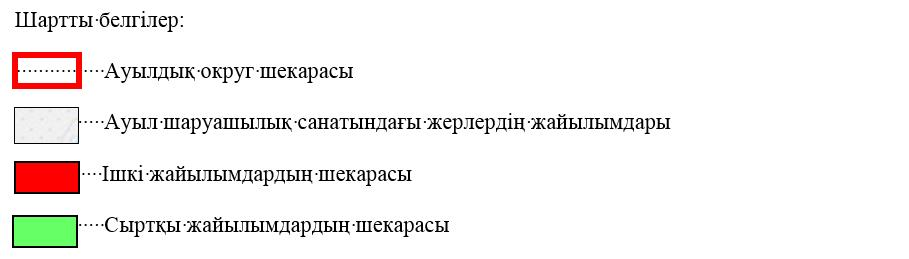 Шартты белгілер:
Ауылдық округ шекарасы
Ауыл шаруашылық санатындағы жерлердің жайылымдары
Ішкі жайылымдардың шекарасы
Сыртқы жайылымдардың шекарасы